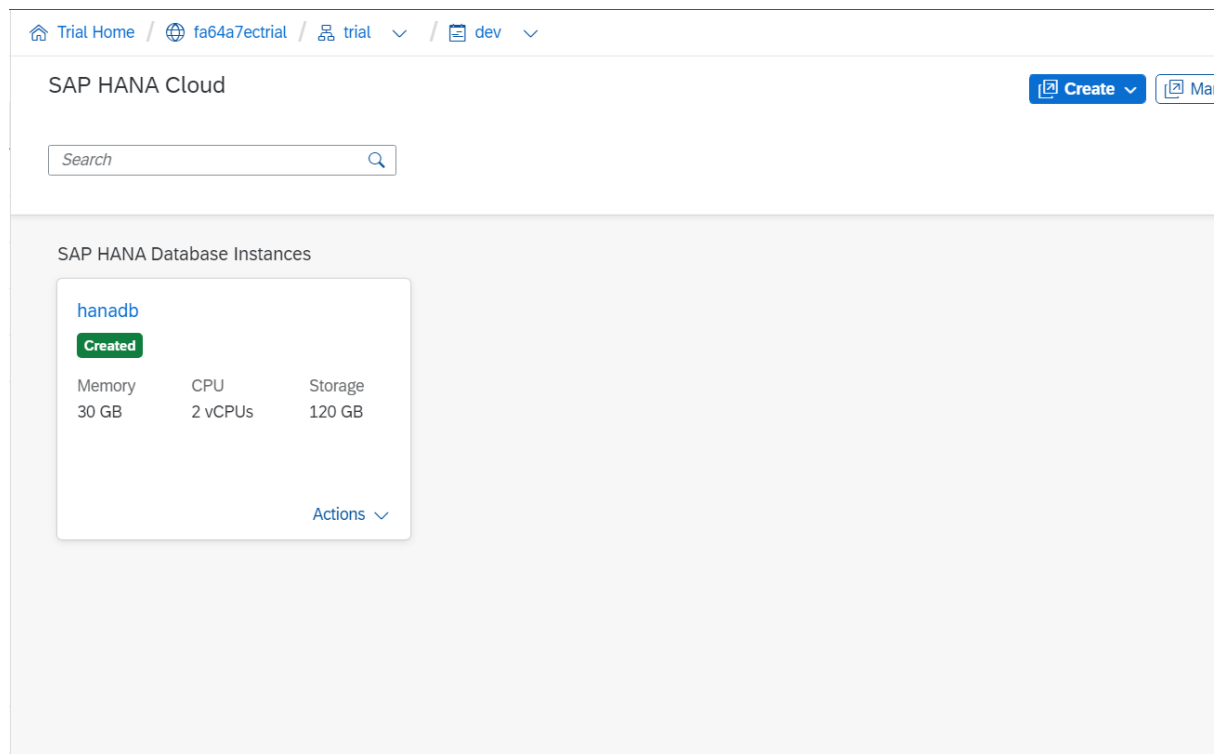 Trial Home / fa64a7ectrial / trial / dev
SAP HANA Cloud
Create
Search
SAP HANA Database Instances
hanadb
Created
Memory CPU Storage
30 GB 2 vCPUs 120 GB
Actions